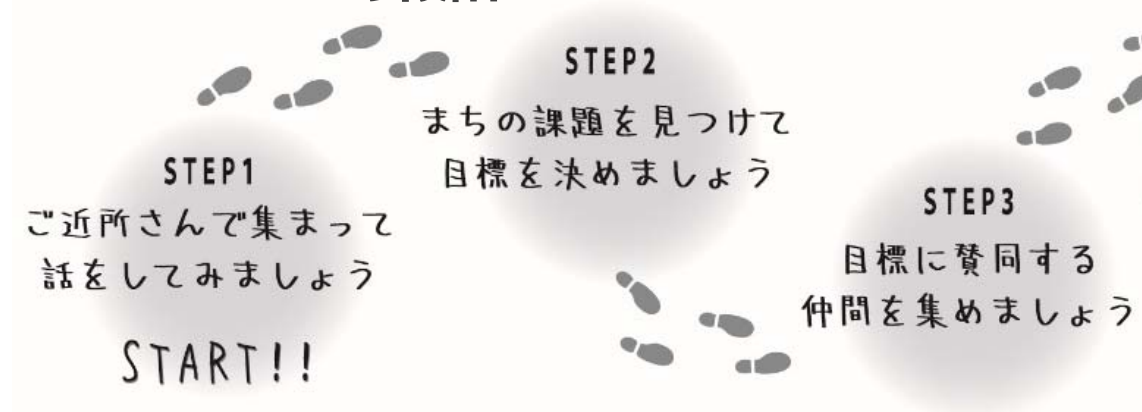 STEP1
ご近所さんで集まって
話をしてみましょう
START!!
STEP2
まちの課題を見つけて
目標を決めましょう
STEP3
目標に賛同する
仲間を集めましょう